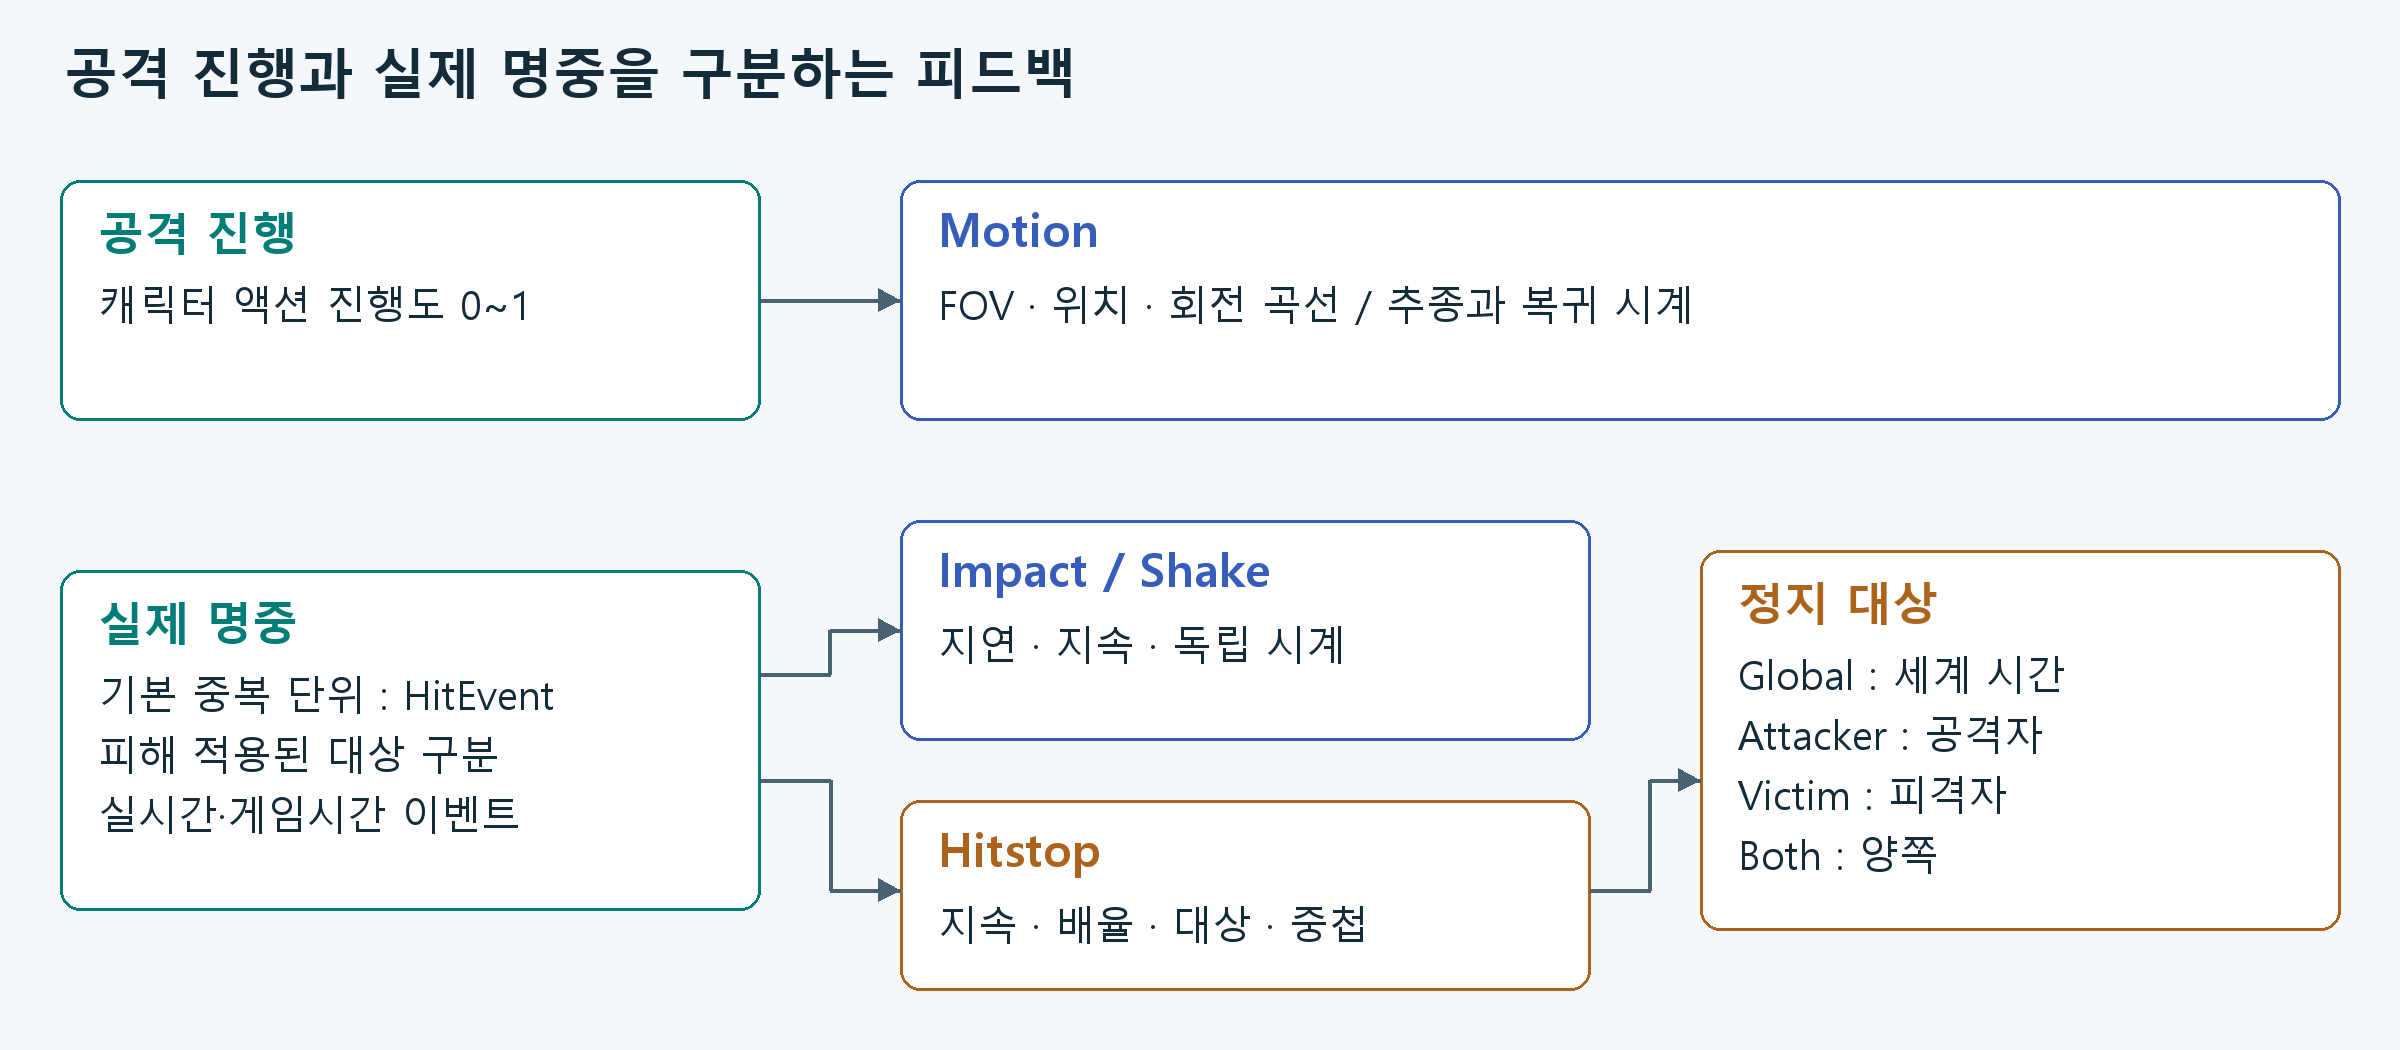 공격 진행과 실제 명중을 구분하는 피드백
공격 진행
캐릭터 액션 진행도 0~1
Motion
FOV · 위치 · 회전 곡선 / 추종과 복귀 시계
실제 명중
기본 중복 단위 : HitEvent
피해 적용된 대상 구분
실시간·게임시간 이벤트
Impact / Shake
지연 · 지속 · 독립 시계
Hitstop
지속 · 배율 · 대상 · 중첩
정지 대상
Global : 세계 시간
Attacker : 공격자
Victim : 피격자
Both : 양쪽